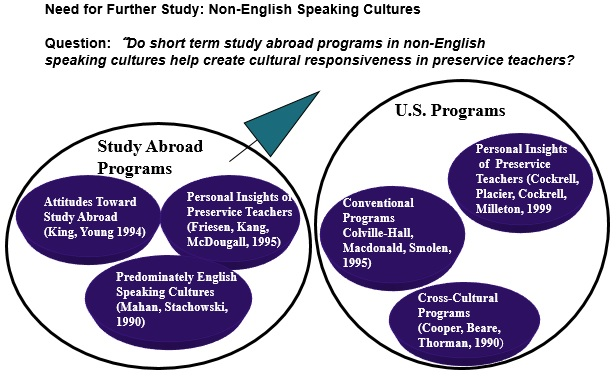 Need for Further Study: Non-English Speaking Cultures
Question: "Do short term study abroad programs in non-English
speaking cultures help create cultural responsiveness in preservice teachers?
Study Abroad
Programs
Attitudes Toward
Study Abroad
(King, Young 1994)
Personal Insights of
Preservice Teachers
(Friesen, Kang,
McDougall, 1995)
Predominately English
Speaking Cultures
(Mahan, Stachowski,
1990)
U.S. Programs
Personal Insights
of Preservice
Teachers (Cockrell,
Placier, Cockrell,
Milleton, 1999
Conventional
Programs
Colville-Hall,
Macdonald, Smolen,
1995)
Cross-Cultural
Programs
(Cooper, Beare,
Thorman, 1990)